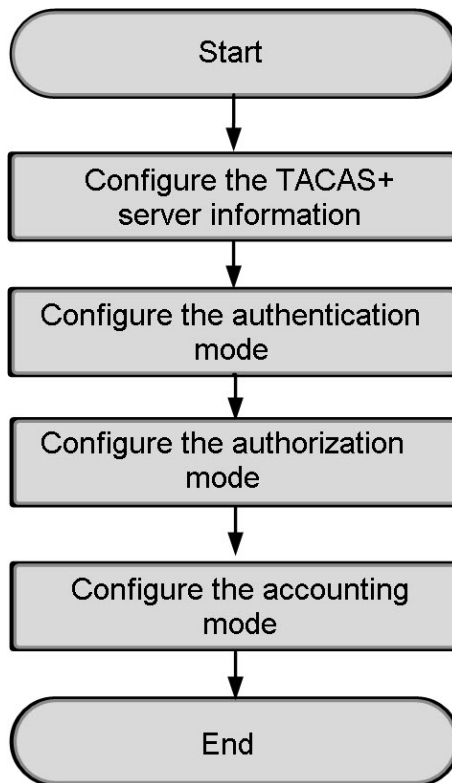 Start
Configure the TACAS+
server information
Configure the authentication
mode
Configure the authorization
mode
Configure the accounting
mode
End